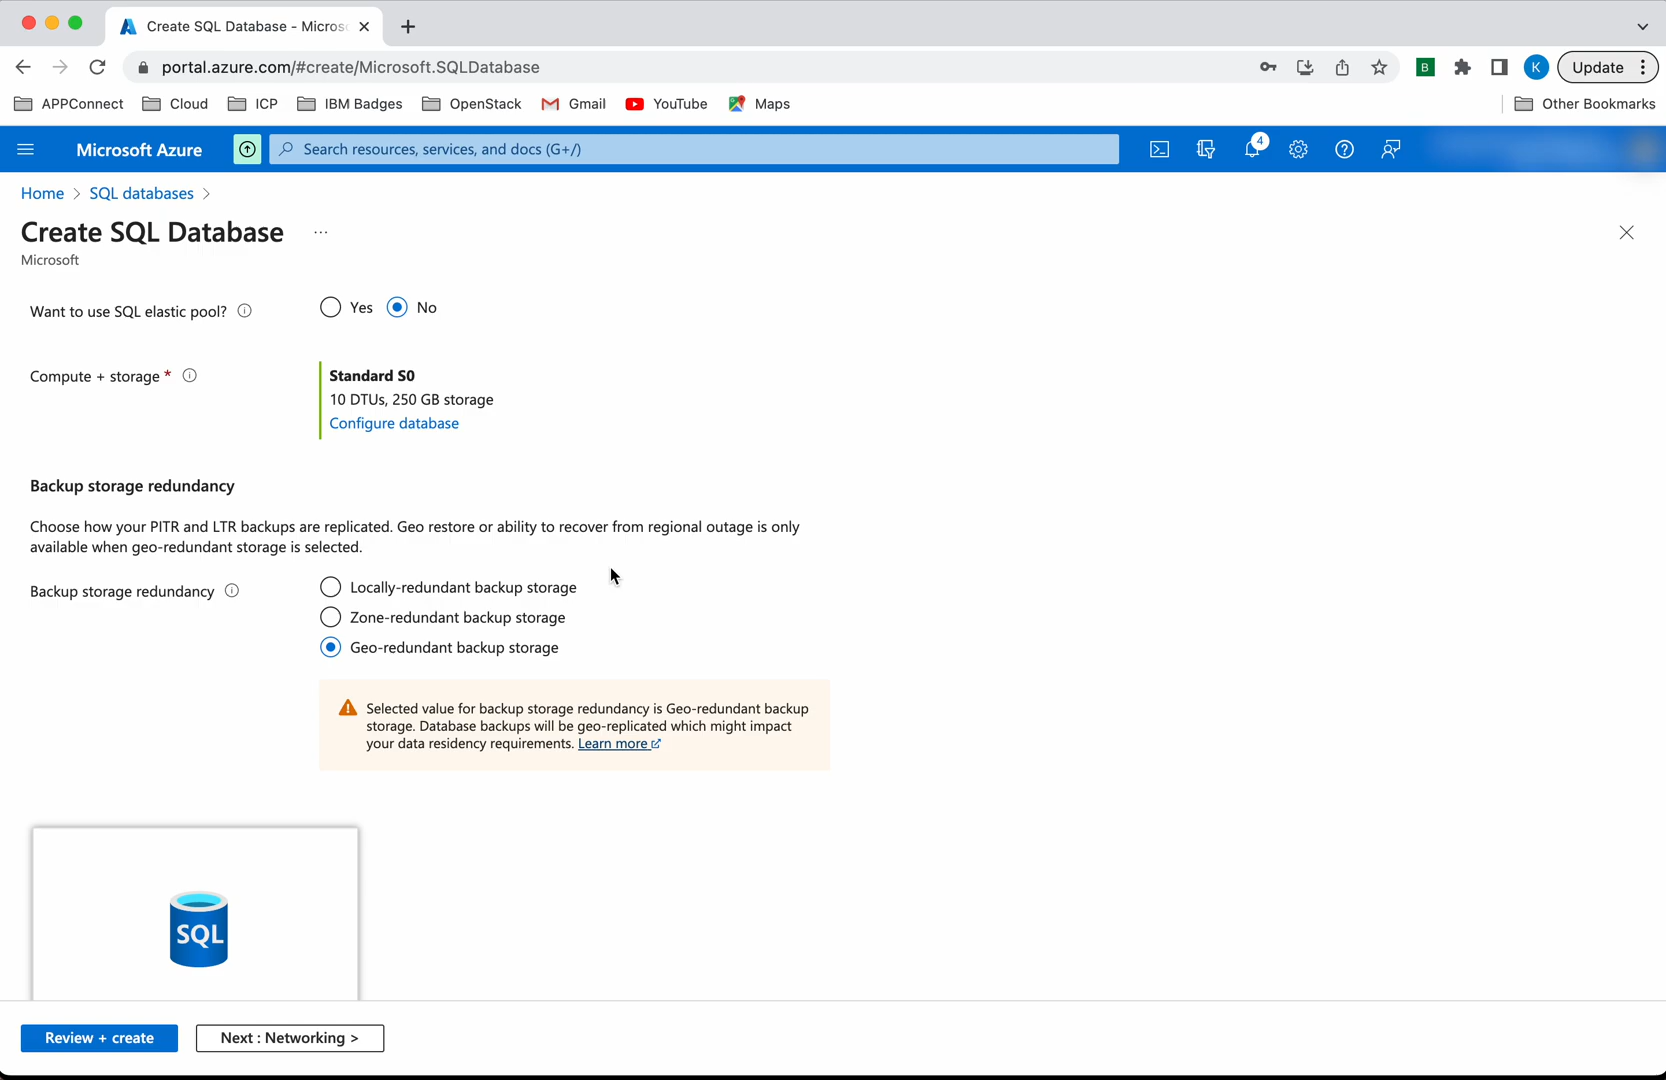 Create SQL Database - Micros
portal.azure.com/#create/Microsoft.SQLDatabase
B
K
Update
APPConnect
Cloud
ICP
IBM Badges
OpenStack
Gmail
YouTube
Maps
Other Bookmarks
Microsoft Azure
Search resources, services, and docs (G+/)
4
Home > SQL databases >
Create SQL Database ...
Microsoft
Want to use SQL elastic pool?
Yes
No
Compute + storage *
Standard S0
10 DTUs, 250 GB storage
Configure database
Backup storage redundancy
Choose how your PITR and LTR backups are replicated. Geo restore or ability to recover from regional outage is only
available when geo-redundant storage is selected.
Backup storage redundancy
Locally-redundant backup storage
Zone-redundant backup storage
Geo-redundant backup storage
Selected value for backup storage redundancy is Geo-redundant backup
storage. Database backups will be geo-replicated which might impact
your data residency requirements. Learn more
SQL
Review + create
Next : Networking >